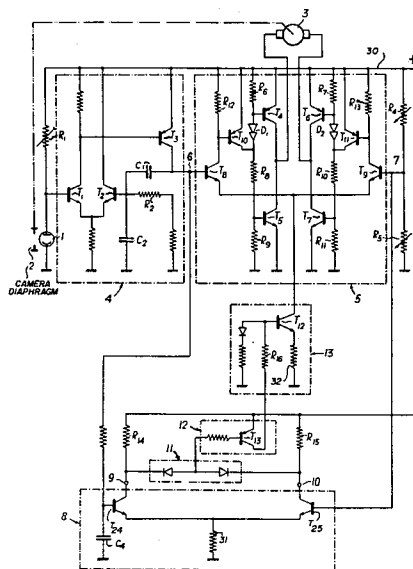 3
30
+
R6
R7
R12
T4
T6
R13
R4
R1
T3
T10
D1
D2
T11
C1
6
R8
R10
7
T1
T2
T8
T9
R2
T5
T7
R5
1
C2
R9
R11
2
CAMERA
DIAPHRAGM
4
5
T12
13
R16
32
12
R14
T13
R15
11
9
10
8
T24
T25
C4
31